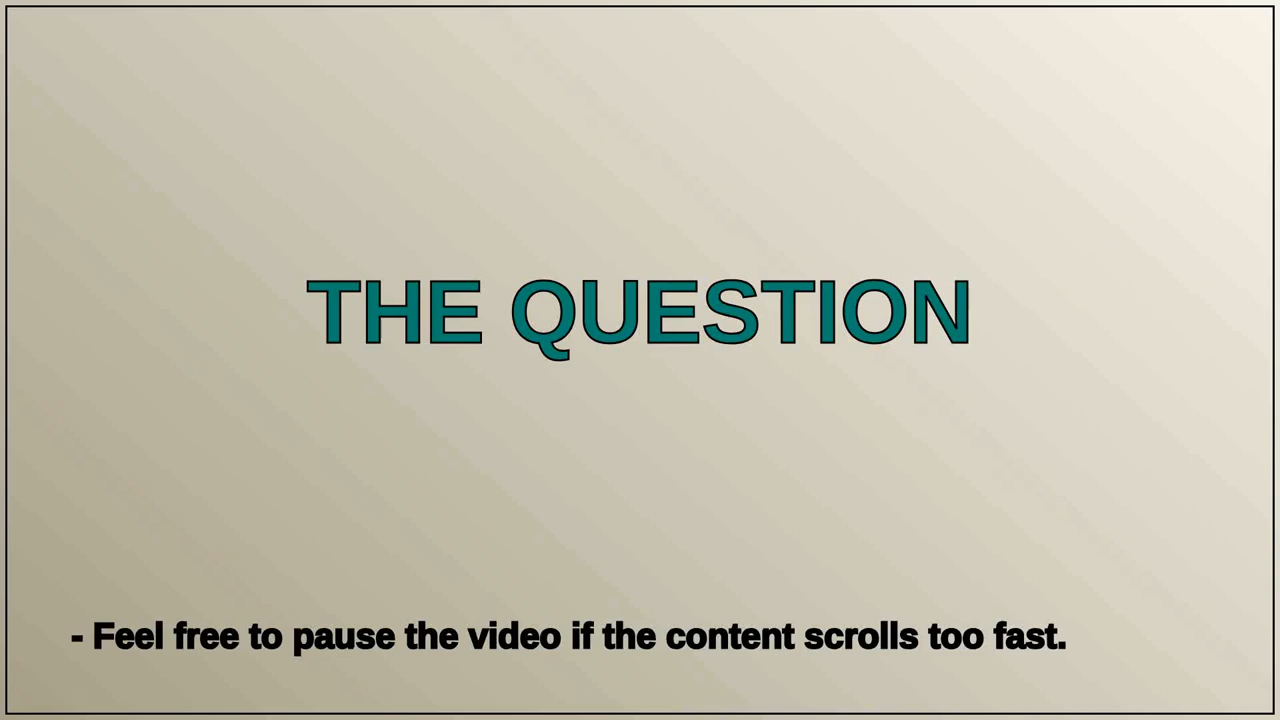 THE QUESTION
- Feel free to pause the video if the content scrolls too fast.